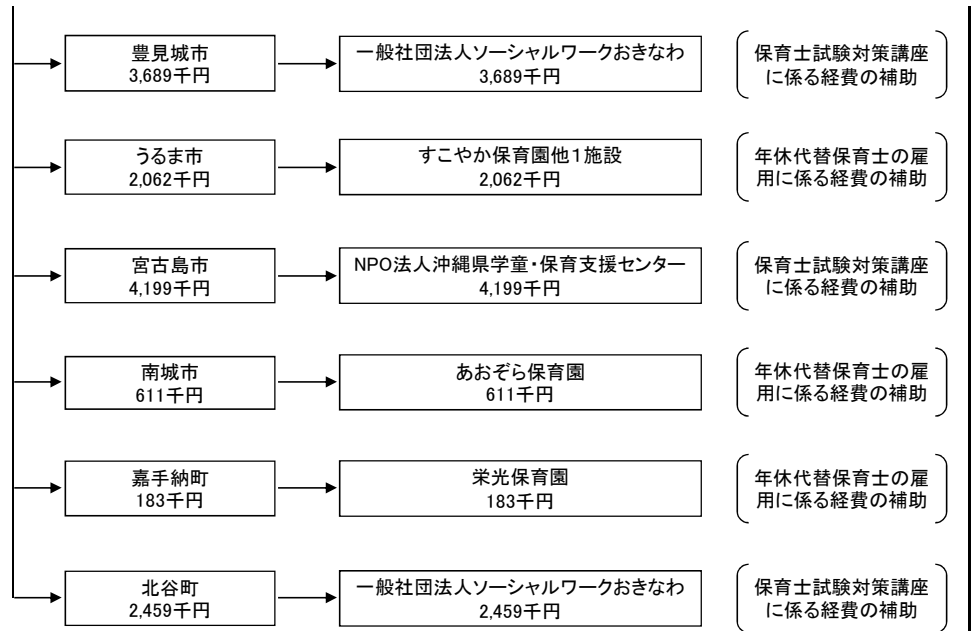 豊見城市
3,689千円
一般社団法人ソーシャルワークおきなわ
3,689千円
保育士試験対策講座
に係る経費の補助
うるま市
2,062千円
すこやか保育園他1施設
2,062千円
年休代替保育士の雇
用に係る経費の補助
宮古島市
4,199千円
NPO法人沖縄県学童・保育支援センター
4,199千円
保育士試験対策講座
に係る経費の補助
南城市
611千円
あおぞら保育園
611千円
年休代替保育士の雇
用に係る経費の補助
嘉手納町
183千円
栄光保育園
183千円
年休代替保育士の雇
用に係る経費の補助
北谷町
2,459千円
一般社団法人ソーシャルワークおきなわ
2,459千円
保育士試験対策講座
に係る経費の補助